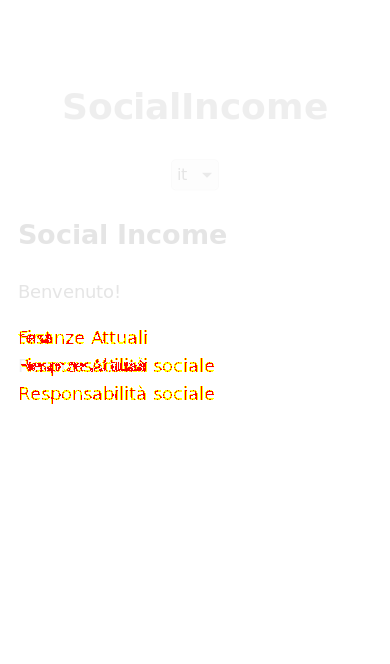 SocialIncome
it
Social Income
Benvenuto!
Finanze Attuali
Responsabilità sociale
Responsabilità sociale